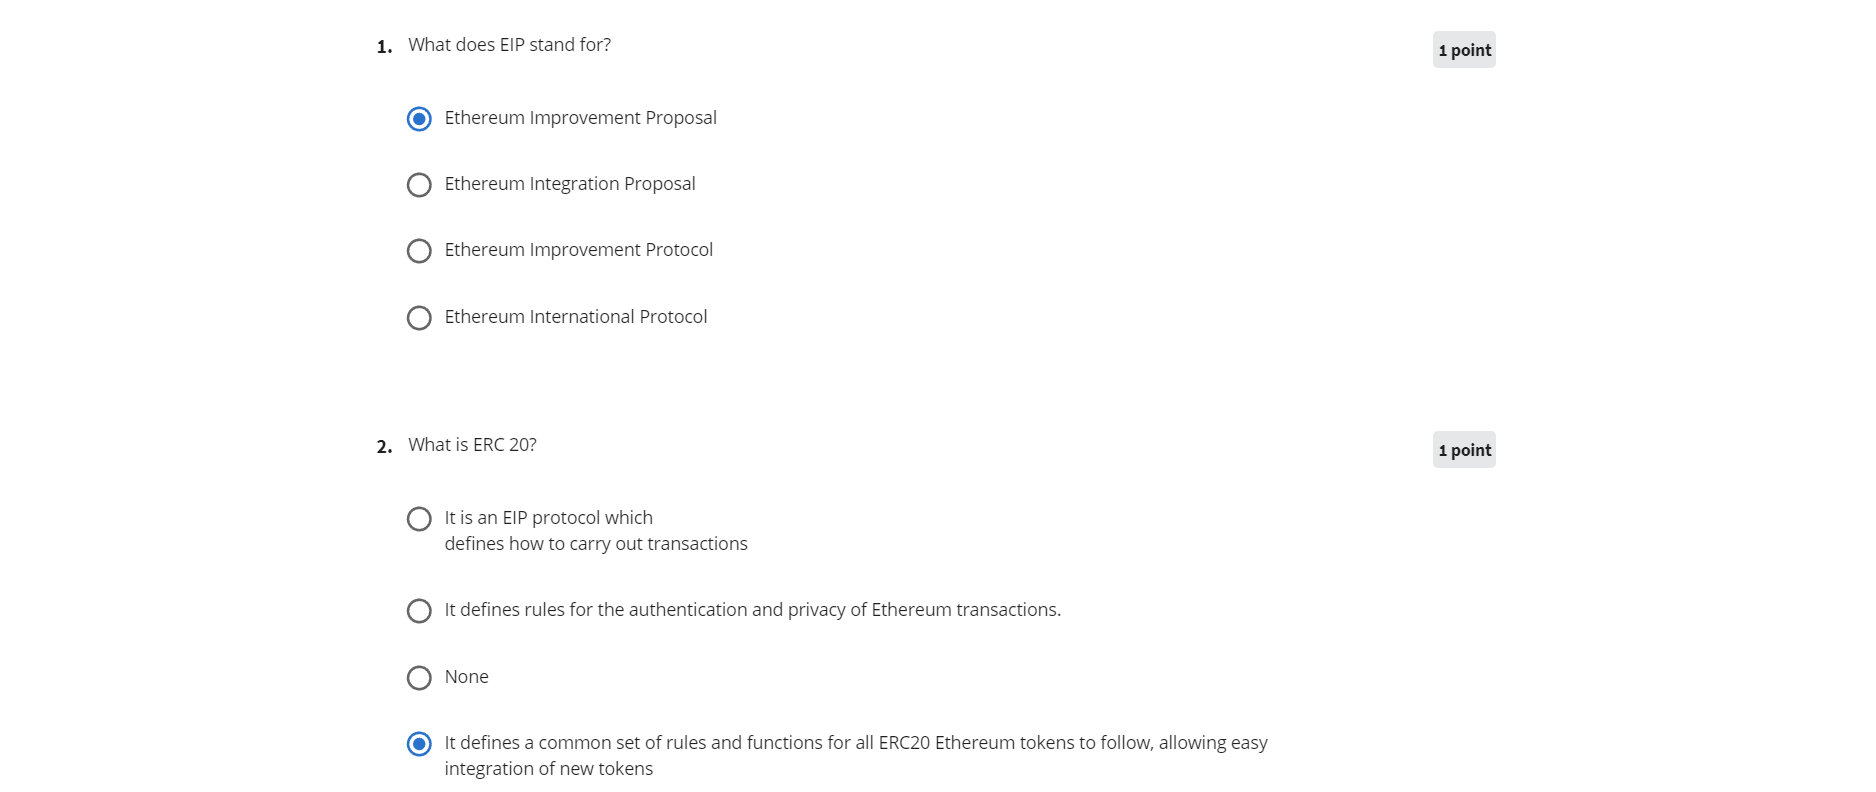 1. What does EIP stand for?
1 point
Ethereum Improvement Proposal
Ethereum Integration Proposal
Ethereum Improvement Protocol
Ethereum International Protocol
2. What is ERC 20?
1 point
It is an EIP protocol which
defines how to carry out transactions
It defines rules for the authentication and privacy of Ethereum transactions.
None
It defines a common set of rules and functions for all ERC20 Ethereum tokens to follow, allowing easy
integration of new tokens